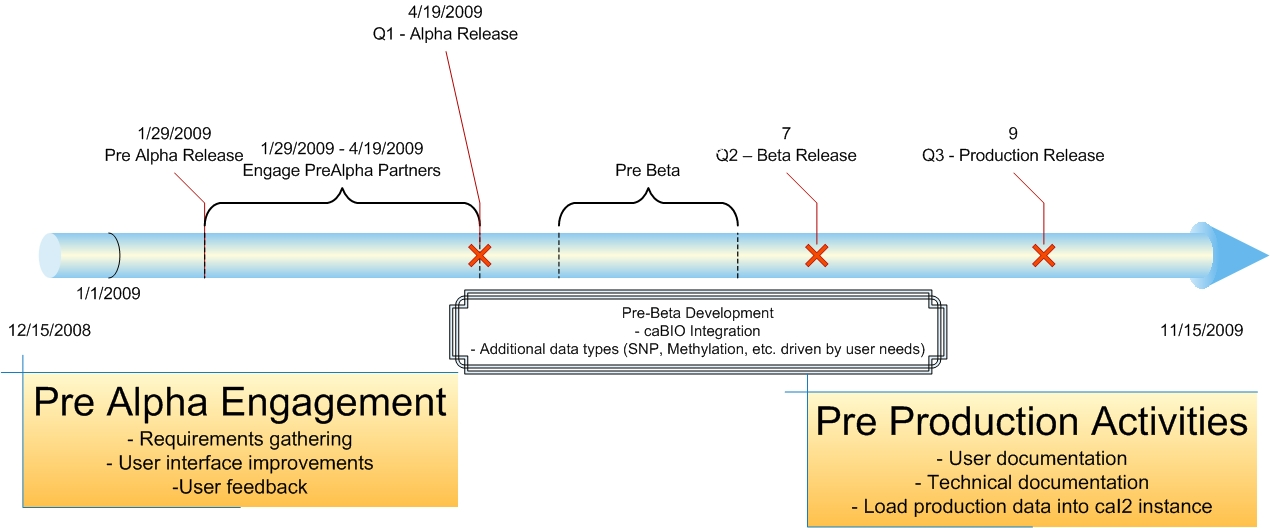 4/19/2009
Q1 - Alpha Release
1/29/2009
Pre Alpha Release
1/29/2009 - 4/19/2009
Engage PreAlpha Partners
Pre Beta
7
Q2 – Beta Release
9
Q3 - Production Release
1/1/2009
12/15/2008
11/15/2009
Pre-Beta Development
- caBIO Integration
- Additional data types (SNP, Methylation, etc. driven by user needs)
Pre Alpha Engagement
- Requirements gathering
- User interface improvements
-User feedback
Pre Production Activities
- User documentation
- Technical documentation
- Load production data into caI2 instance